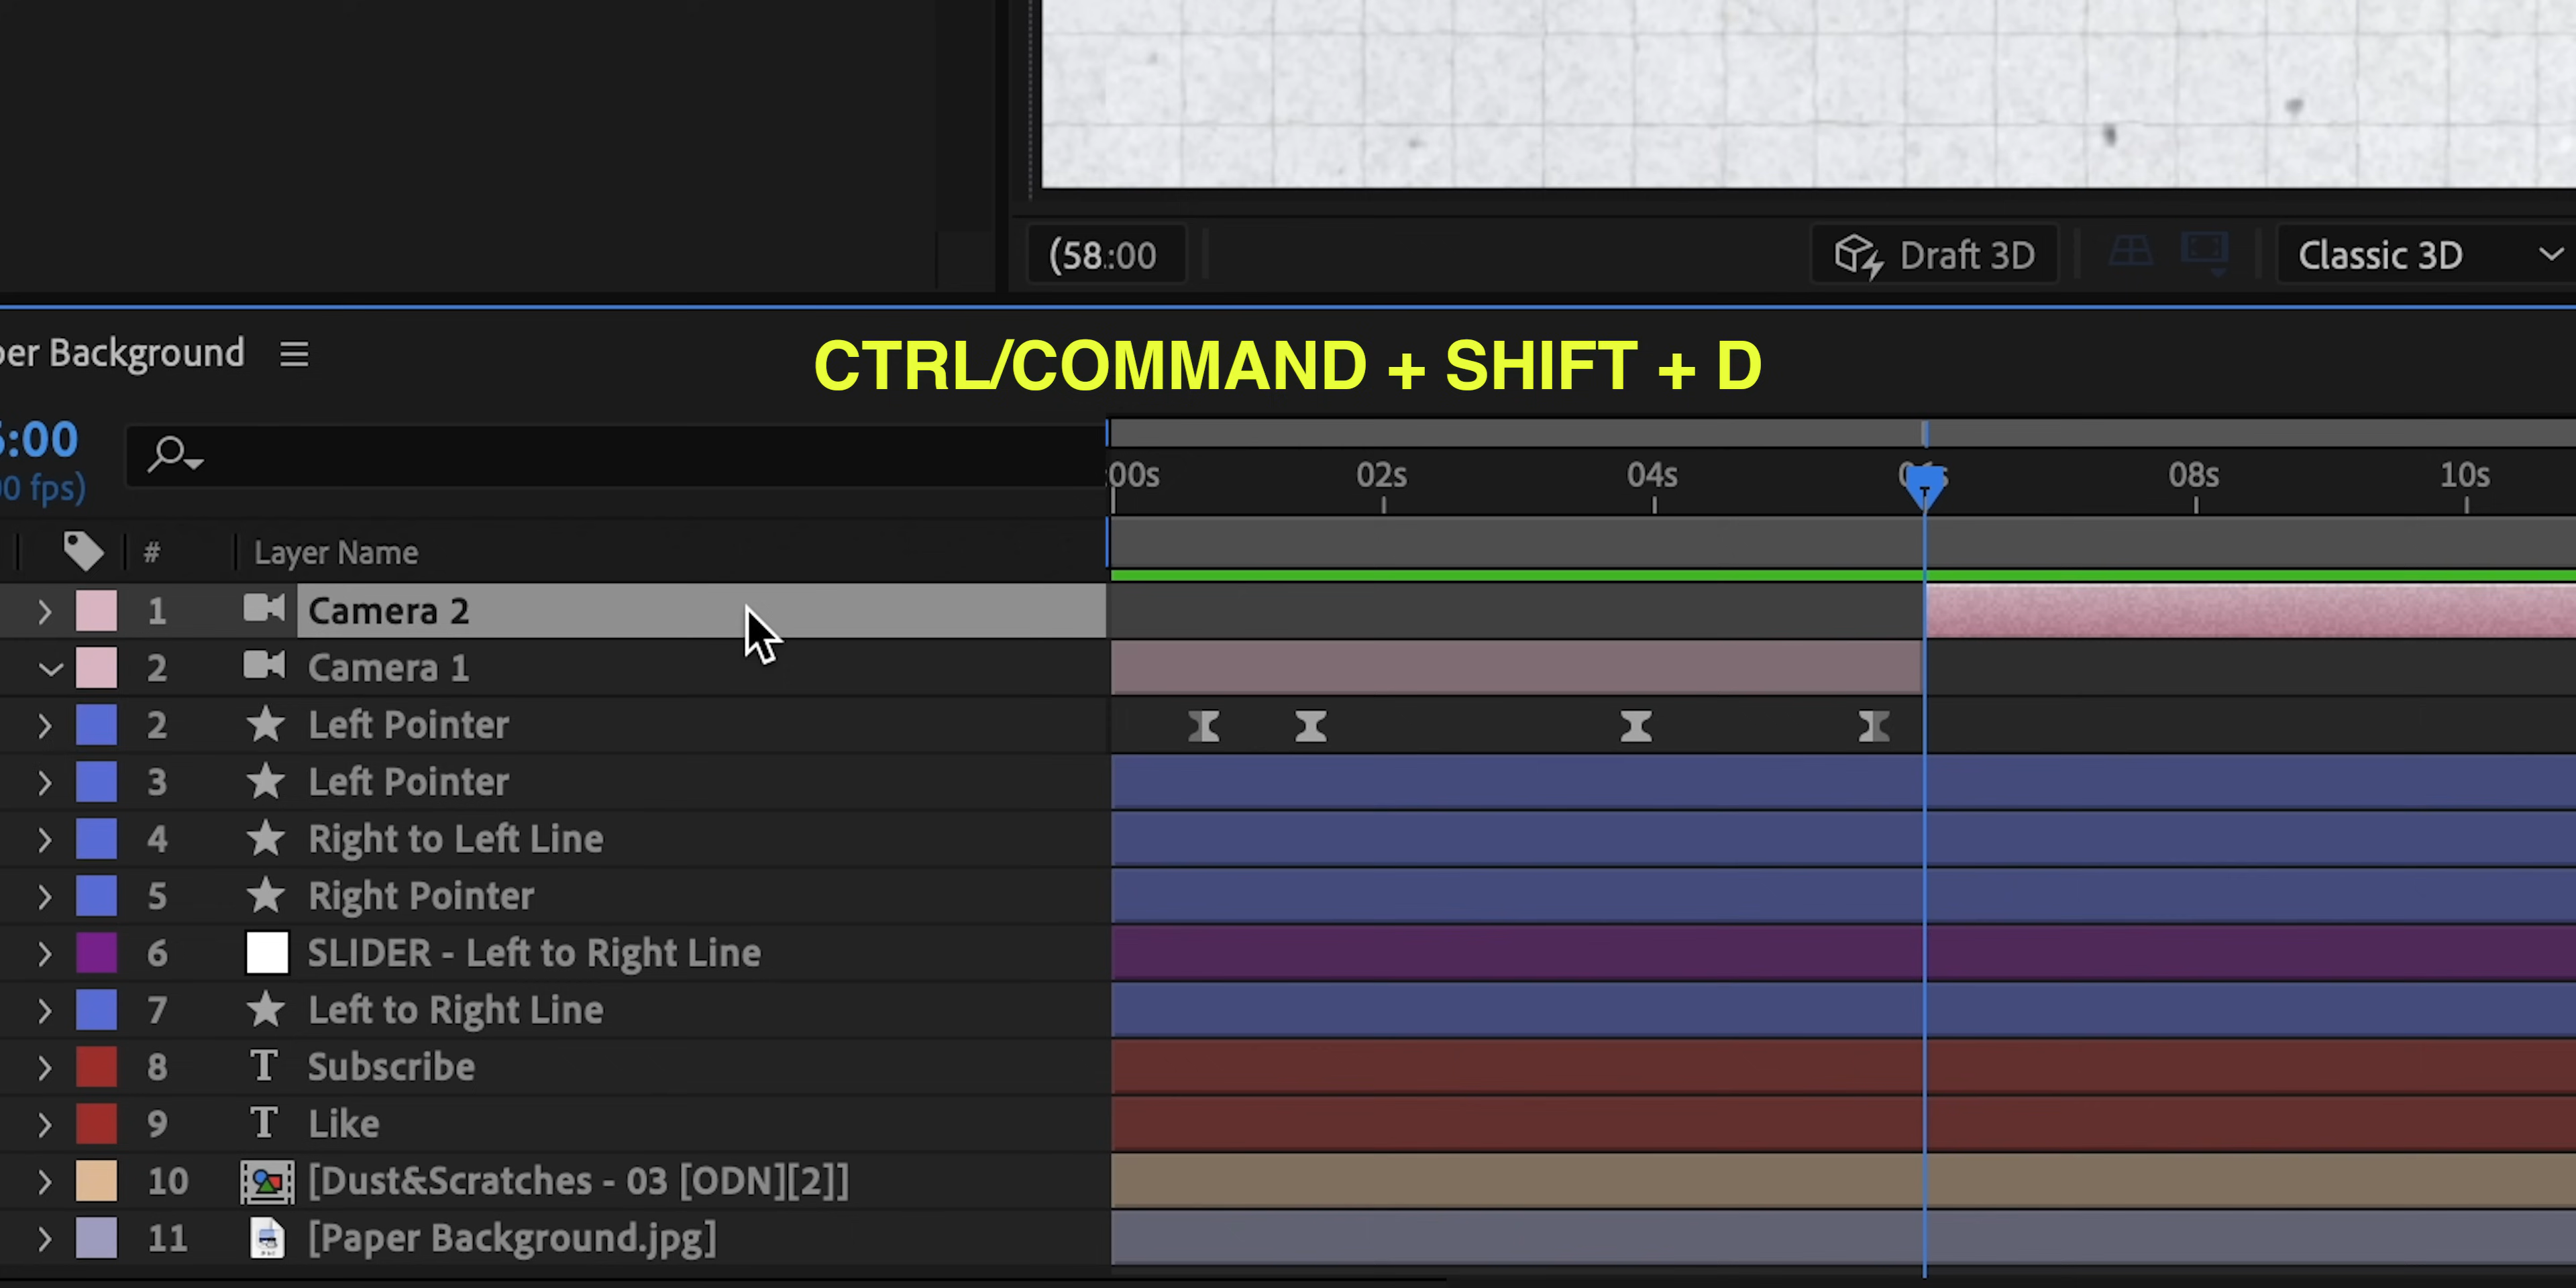 (58.:00
Draft 3D
Classic 3D
per Background
CTRL/COMMAND + SHIFT + D
:00
00s 02s 04s 06s 08s 10s
0 fps)
# Layer Name
1 Camera 2
2 Camera 1
2 Left Pointer
3 Left Pointer
4 Right to Left Line
5 Right Pointer
6 SLIDER - Left to Right Line
7 Left to Right Line
8 T Subscribe
9 T Like
10 [Dust&Scratches - 03 [ODN][2]]
11 [Paper Background.jpg]